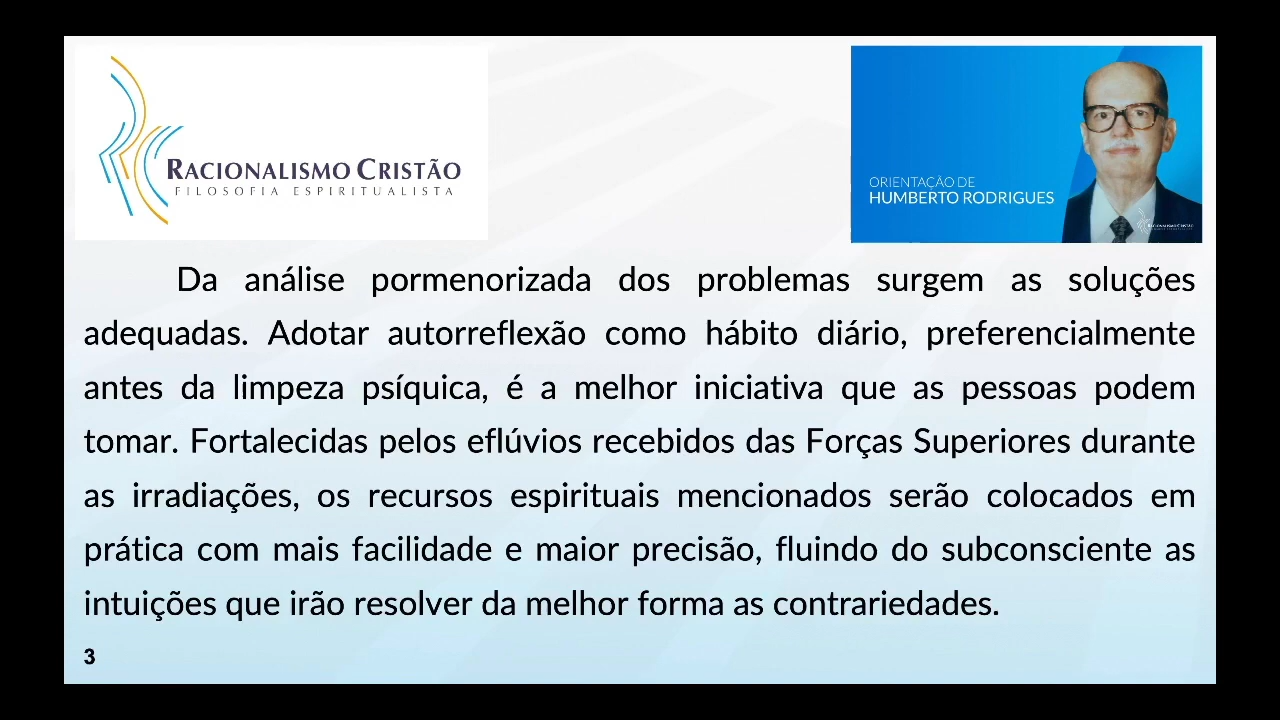 RACIONALISMO CRISTÃO
FILOSOFIA ESPIRITUALISTA
ORIENTAÇÃO DE
HUMBERTO RODRIGUES
RACIONALISMO CRISTÃO
Da análise pormenorizada dos problemas surgem as soluções
adequadas. Adotar autorreflexão como hábito diário, preferencialmente
antes da limpeza psíquica, é a melhor iniciativa que as pessoas podem
tomar. Fortalecidas pelos eflúvios recebidos das Forças Superiores durante
as irradiações, os recursos espirituais mencionados serão colocados em
prática com mais facilidade e maior precisão, fluindo do subconsciente as
intuições que irão resolver da melhor forma as contrariedades.
3